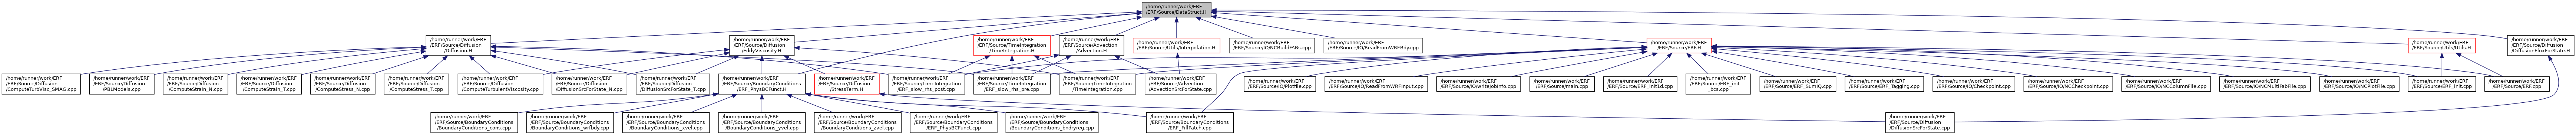 /home/runner/work/ERF
/ERF/Source/DataStruct.H
/home/runner/work/ERF
/ERF/Source/Diffusion
/Diffusion.H
/home/runner/work/ERF
/ERF/Source/Diffusion
/EddyViscosity.H
/home/runner/work/ERF
/ERF/Source/TimeIntegration
/TimeIntegration.H
/home/runner/work/ERF
/ERF/Source/Advection
/Advection.H
/home/runner/work/ERF
/ERF/Source/Utils/Interpolation.H
/home/runner/work/ERF
/ERF/Source/IO/NCBuildFABs.cpp
/home/runner/work/ERF
/ERF/Source/IO/ReadFromWRFBdy.cpp
/home/runner/work/ERF
/ERF/Source/ERF.H
/home/runner/work/ERF
/ERF/Source/Utils/Utils.H
/home/runner/work/ERF
/ERF/Source/Diffusion
/DiffusionFluxForState.H
/home/runner/work/ERF
/ERF/Source/Diffusion
/ComputeTurbVisc_SMAG.cpp
/home/runner/work/ERF
/ERF/Source/Diffusion
/PBLModels.cpp
/home/runner/work/ERF
/ERF/Source/Diffusion
/ComputeStrain_N.cpp
/home/runner/work/ERF
/ERF/Source/Diffusion
/ComputeStrain_T.cpp
/home/runner/work/ERF
/ERF/Source/Diffusion
/ComputeStress_N.cpp
/home/runner/work/ERF
/ERF/Source/Diffusion
/ComputeStress_T.cpp
/home/runner/work/ERF
/ERF/Source/Diffusion
/ComputeTurbulentViscosity.cpp
/home/runner/work/ERF
/ERF/Source/Diffusion
/DiffusionSrcForState_N.cpp
/home/runner/work/ERF
/ERF/Source/Diffusion
/DiffusionSrcForState_T.cpp
/home/runner/work/ERF
/ERF/Source/BoundaryConditions
/ERF_PhysBCFunct.H
/home/runner/work/ERF
/ERF/Source/Diffusion
/StressTerm.H
/home/runner/work/ERF
/ERF/Source/TimeIntegration
/ERF_slow_rhs_post.cpp
/home/runner/work/ERF
/ERF/Source/TimeIntegration
/ERF_slow_rhs_pre.cpp
/home/runner/work/ERF
/ERF/Source/TimeIntegration
/TimeIntegration.cpp
/home/runner/work/ERF
/ERF/Source/Advection
/AdvectionSrcForState.cpp
/home/runner/work/ERF
/ERF/Source/IO/Plotfile.cpp
/home/runner/work/ERF
/ERF/Source/IO/ReadFromWRFInput.cpp
/home/runner/work/ERF
/ERF/Source/IO/writeJobInfo.cpp
/home/runner/work/ERF
/ERF/Source/main.cpp
/home/runner/work/ERF
/ERF/Source/ERF_init1d.cpp
/home/runner/work/ERF
/ERF/Source/ERF_init
_bcs.cpp
/home/runner/work/ERF
/ERF/Source/ERF_SumIQ.cpp
/home/runner/work/ERF
/ERF/Source/ERF_Tagging.cpp
/home/runner/work/ERF
/ERF/Source/IO/Checkpoint.cpp
/home/runner/work/ERF
/ERF/Source/IO/NCCheckpoint.cpp
/home/runner/work/ERF
/ERF/Source/IO/NCColumnFile.cpp
/home/runner/work/ERF
/ERF/Source/IO/NCMultiFabFile.cpp
/home/runner/work/ERF
/ERF/Source/IO/NCPlotFile.cpp
/home/runner/work/ERF
/ERF/Source/ERF_init.cpp
/home/runner/work/ERF
/ERF/Source/ERF.cpp
/home/runner/work/ERF
/ERF/Source/BoundaryConditions
/BoundaryConditions_cons.cpp
/home/runner/work/ERF
/ERF/Source/BoundaryConditions
/BoundaryConditions_wrfbdy.cpp
/home/runner/work/ERF
/ERF/Source/BoundaryConditions
/BoundaryConditions_xvel.cpp
/home/runner/work/ERF
/ERF/Source/BoundaryConditions
/BoundaryConditions_yvel.cpp
/home/runner/work/ERF
/ERF/Source/BoundaryConditions
/BoundaryConditions_zvel.cpp
/home/runner/work/ERF
/ERF/Source/BoundaryConditions
/ERF_PhysBCFunct.cpp
/home/runner/work/ERF
/ERF/Source/BoundaryConditions
/BoundaryConditions_bndryreg.cpp
/home/runner/work/ERF
/ERF/Source/BoundaryConditions
/ERF_FillPatch.cpp
/home/runner/work/ERF
/ERF/Source/Diffusion
/DiffusionSrcForState.cpp